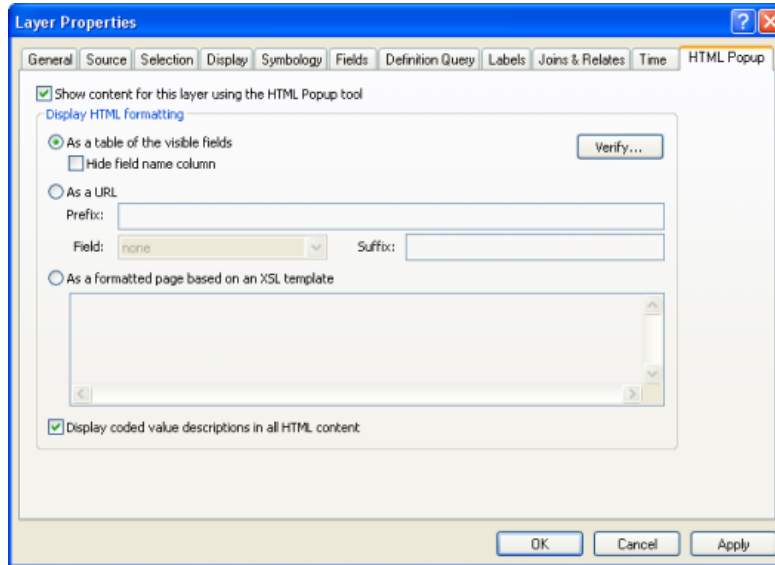 Layer Properties
General Source Selection Display Symbology Fields Definition Query Labels Joins & Relates Time HTML Popup
Show content for this layer using the HTML Popup tool
Display HTML formatting
As a table of the visible fields
Verify...
Hide field name column
As a URL
Prefix:
Field: none Suffix:
As a formatted page based on an XSL template
Display coded value descriptions in all HTML content
OK Cancel Apply